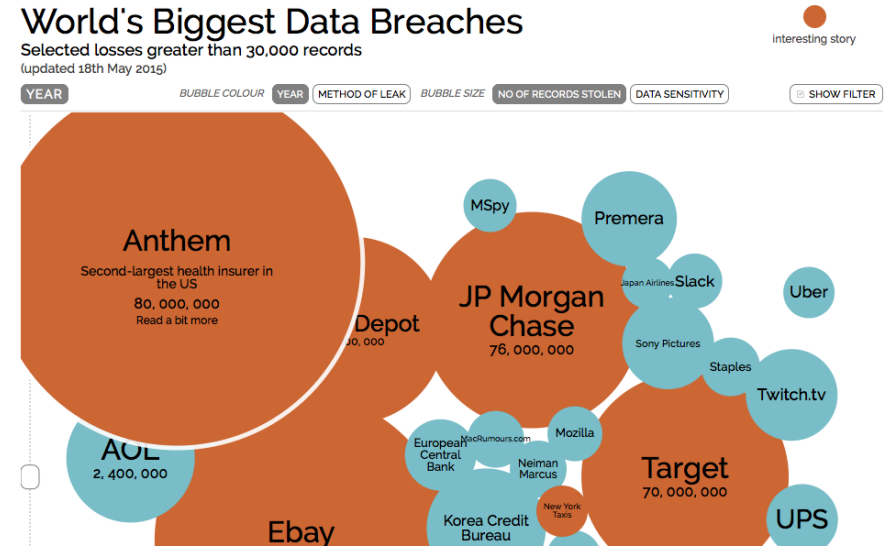 World's Biggest Data Breaches
Selected losses greater than 30,000 records
(updated 18th May 2015)
interesting story
YEAR
BUBBLE COLOUR YEAR METHOD OF LEAK BUBBLE SIZE NO OF RECORDS STOLEN DATA SENSITIVITY SHOW FILTER
MSpy
Premera
Anthem
Second-largest health insurer in
the US
80, 000, 000
Read a bit more
Japan Airlines
Slack
Uber
JP Morgan
Chase
76, 000, 000
Depot
Sony Pictures
Staples
Twitch.tv
AOL
2, 400, 000
European
Central
Bank
MacRumours.com
Mozilla
Neiman
Marcus
Target
70, 000, 000
New York
Taxis
Korea Credit
Bureau
UPS
Ebay